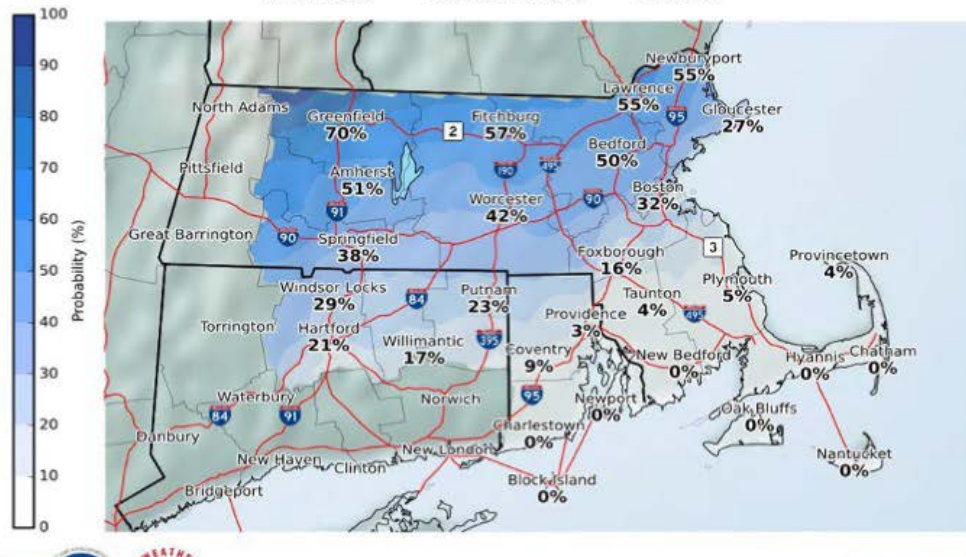 100
90
80
70
60
50
40
30
20
10
0
Probability (%)
Newburyport
55%
Lawrence
55%
95
Gloucester
27%
North Adams
Greenfield
70%
2
Fitchburg
57%
Bedford
50%
Pittsfield
Amherst
51%
190
495
Worcester
42%
90
Boston
32%
91
Great Barrington
90
Springfield
38%
Foxborough
16%
3
Provincetown
4%
Windsor Locks
29%
84
Putnam
23%
Taunton
4%
Plymouth
5%
Torrington
Hartford
21%
Willimantic
17%
395
Providence
3%
495
Coventry
9%
New Bedford
0%
Hyannis
0%
Chatham
0%
Waterbury
84
91
Norwich
95
Newport
0%
Oak Bluffs
0%
Danbury
Charlestown
0%
New Haven
Clinton
New London
Nantucket
0%
Bridgeport
Block Island
0%
WEATHE